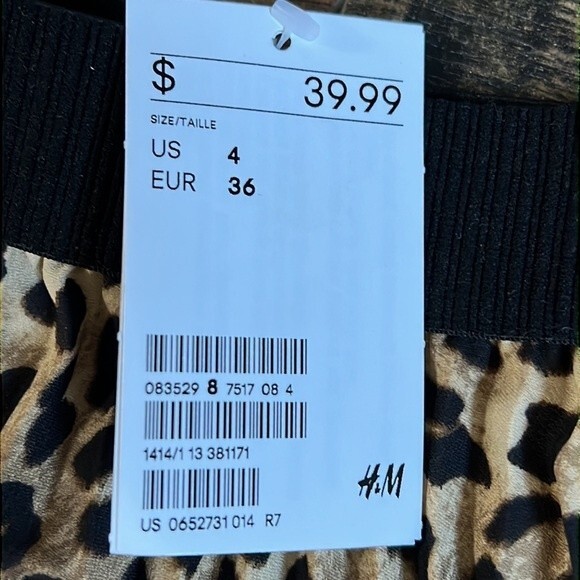 $ 39.99
SIZE/TAILLE
US 4
EUR 36
083529 8 7517 08 4
1414/1 13 381171
H&M
US 0652731 014 R7